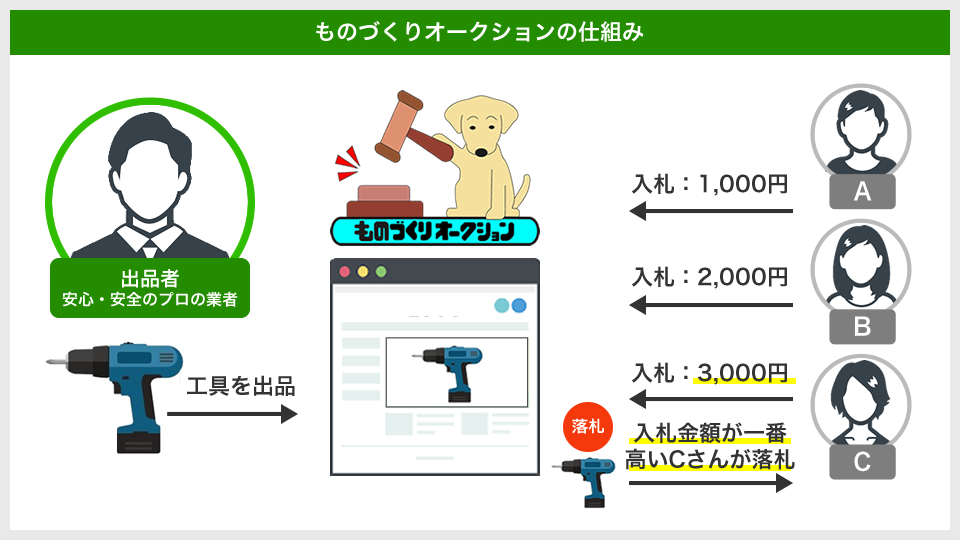 ものづくりオークションの仕組み
ものづくりオークション
出品者
安心・安全のプロの業者
工具を出品
入札：1,000円
A
入札：2,000円
B
入札：3,000円
落札
入札金額が一番
高いCさんが落札
C